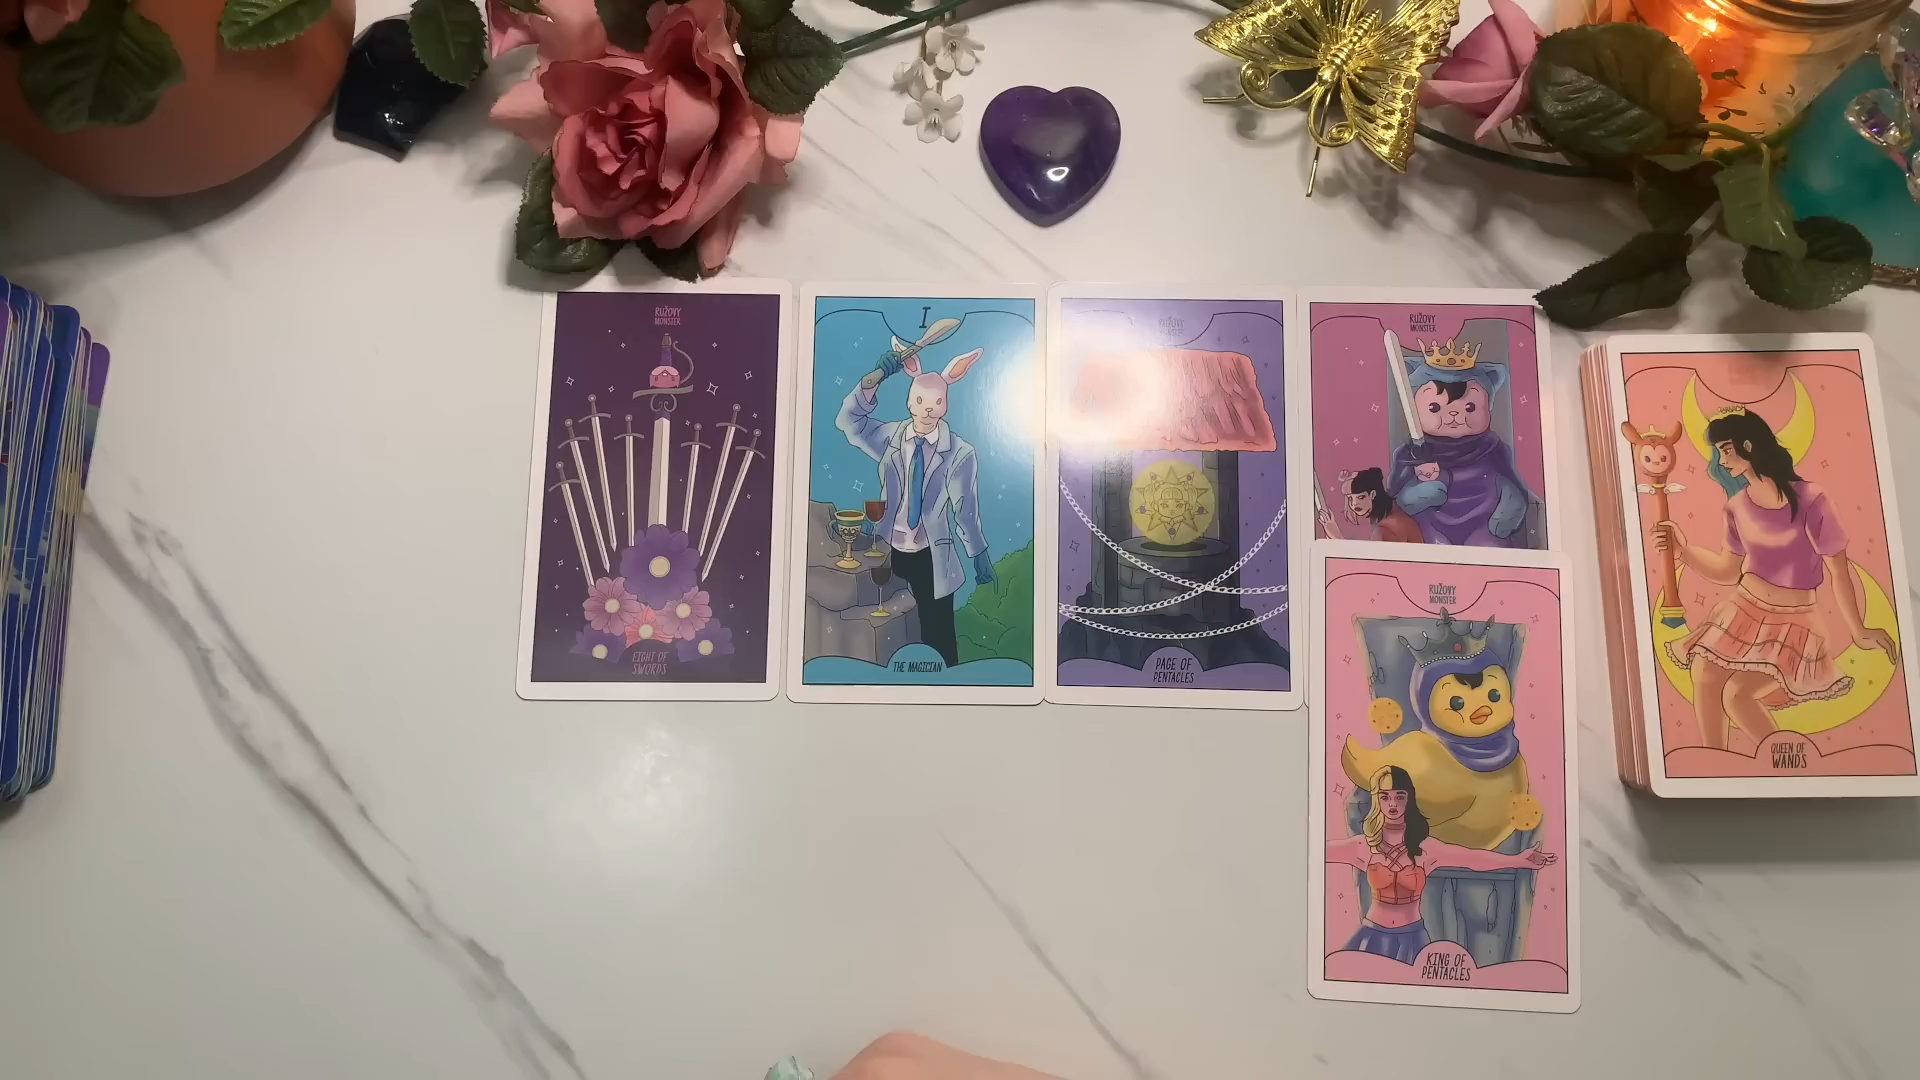 RUŽOVY
MONSTER
EIGHT OF
SWORDS
I
THE MAGICIAN
PAGE OF
PENTACLES
RUŽOVY
MONSTER
RUŽOVY
MONSTER
KING OF
PENTACLES
QUEEN OF
WANDS